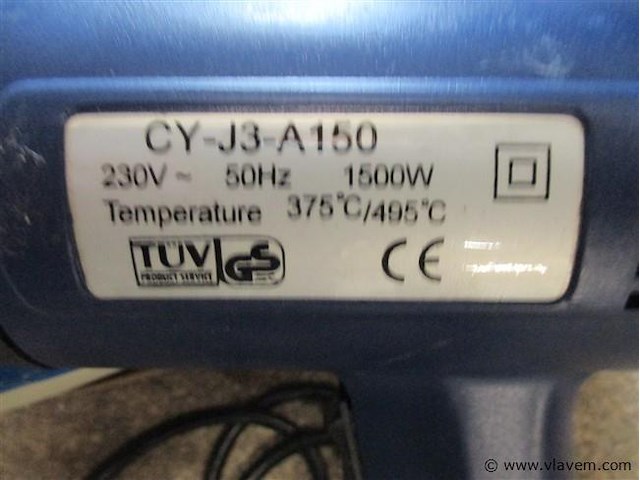 CY-J3-A150
230V ~ 50Hz 1500W
Temperature 375°C/495°C
TÜV
PRODUCT SERVICE
GS
CE
© www.vlavem.com